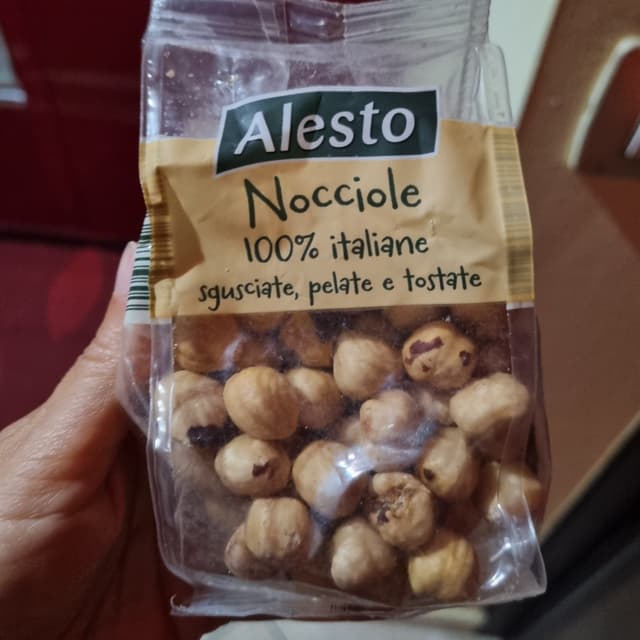 Alesto
Nocciole
100% italiane
sgusciate, pelate e tostate